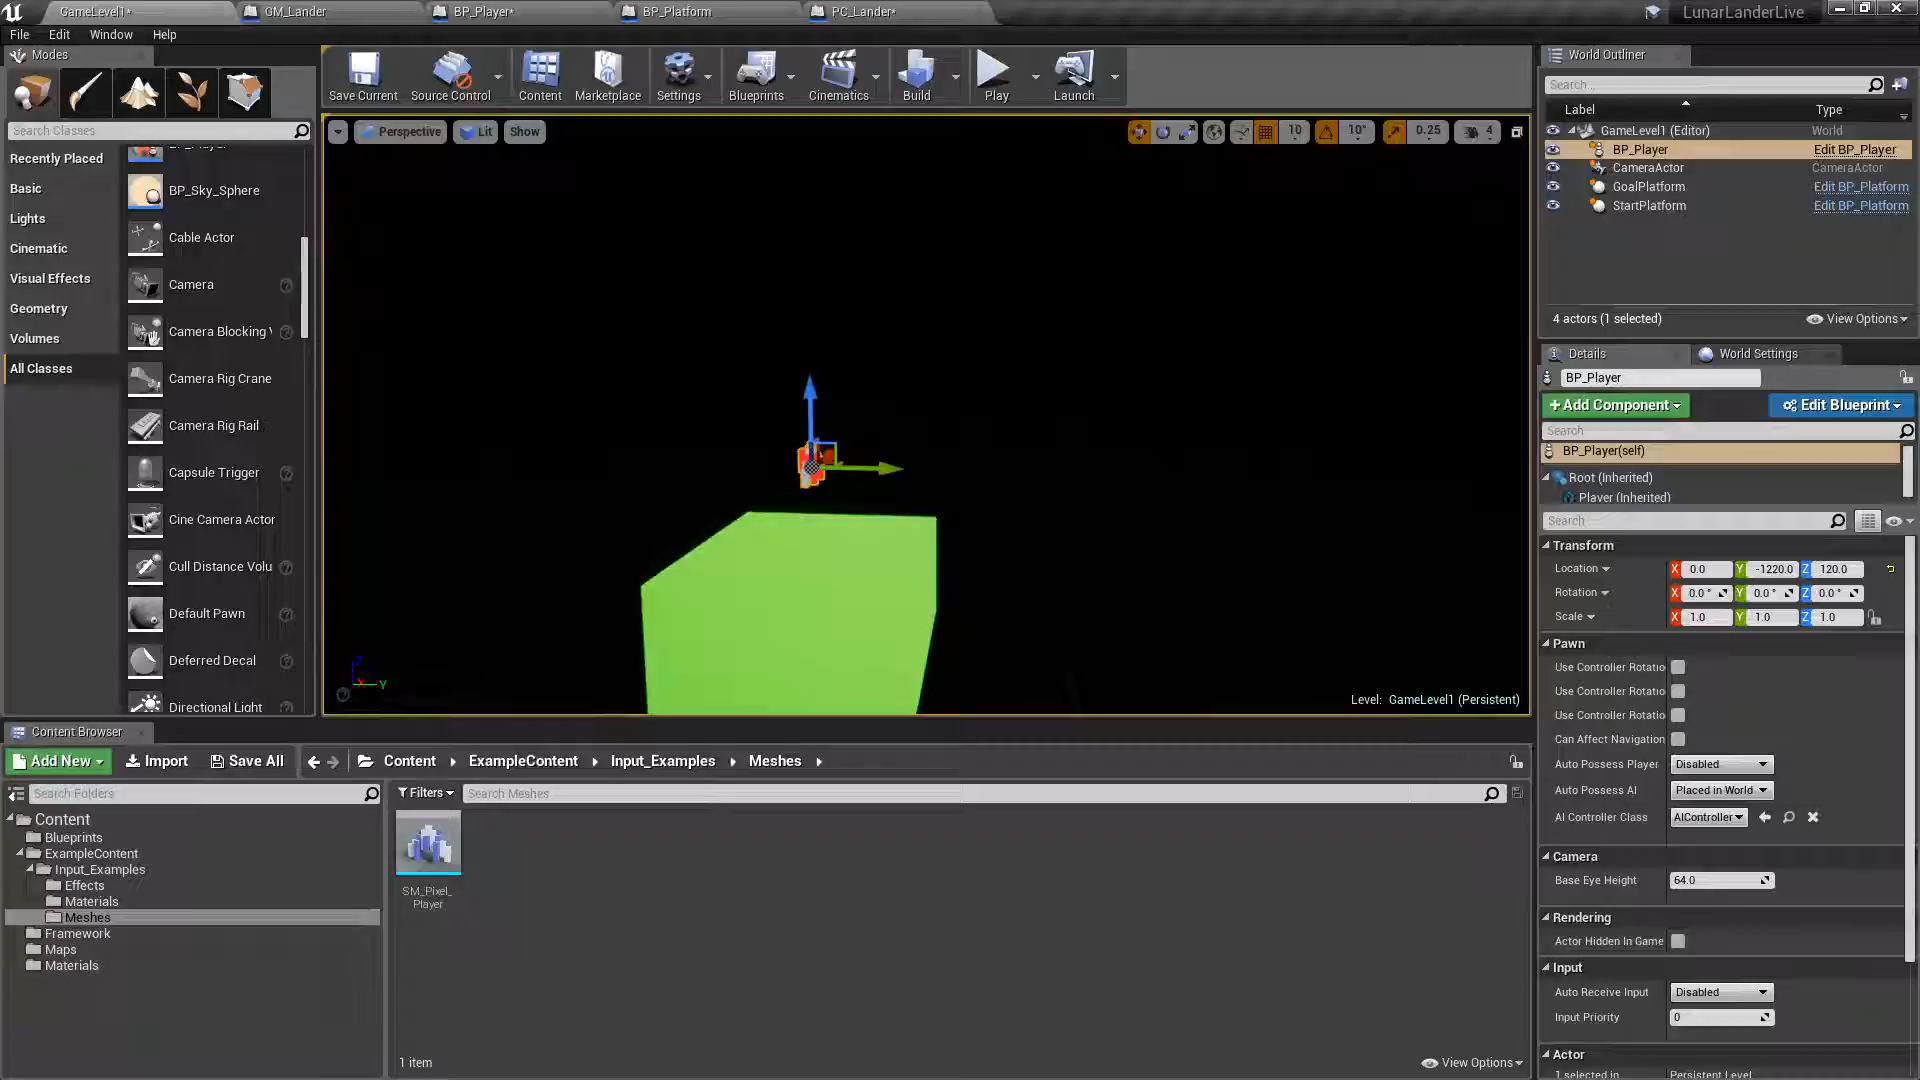 GameLevel1*
GM_Lander
BP_Player*
BP_Platform
PC_Lander*
LunarLanderLive
File
Edit
Window
Help
Modes
Search Classes
Recently Placed
Basic
Lights
Cinematic
Visual Effects
Geometry
Volumes
All Classes
BP_Sky_Sphere
Cable Actor
Camera
Camera Blocking V
Camera Rig Crane
Camera Rig Rail
Capsule Trigger
Cine Camera Actor
Cull Distance Volu
Default Pawn
Deferred Decal
Directional Light
Save Current
Source Control
Content
Marketplace
Settings
Blueprints
Cinematics
Build
Play
Launch
Perspective
Lit
Show
10
10°
0.25
4
Z
X
Y
Level: GameLevel1 (Persistent)
World Outliner
Search...
Label
Type
GameLevel1 (Editor)
World
BP_Player
Edit BP_Player
CameraActor
CameraActor
GoalPlatform
Edit BP_Platform
StartPlatform
Edit BP_Platform
4 actors (1 selected)
View Options
Details
World Settings
BP_Player
+Add Component
Edit Blueprint
Search
BP_Player(self)
Root (Inherited)
Player (Inherited)
Search
Transform
Location
X 0.0
Y -1220.0
Z 120.0
Rotation
X 0.0 °
Y 0.0 °
Z 0.0 °
Scale
X 1.0
Y 1.0
Z 1.0
Pawn
Use Controller Rotatio
Use Controller Rotatio
Use Controller Rotatio
Can Affect Navigation
Auto Possess Player
Disabled
Auto Possess AI
Placed in World
AI Controller Class
AIController
Camera
Base Eye Height
64.0
Rendering
Actor Hidden In Game
Input
Auto Receive Input
Disabled
Input Priority
0
Actor
1 selected in
Persistent Level
Content Browser
Add New
Import
Save All
Content
ExampleContent
Input_Examples
Meshes
Search Folders
Filters
Search Meshes
Content
Blueprints
ExampleContent
Input_Examples
Effects
Materials
Meshes
Framework
Maps
Materials
SM_Pixel_
Player
1 item
View Options